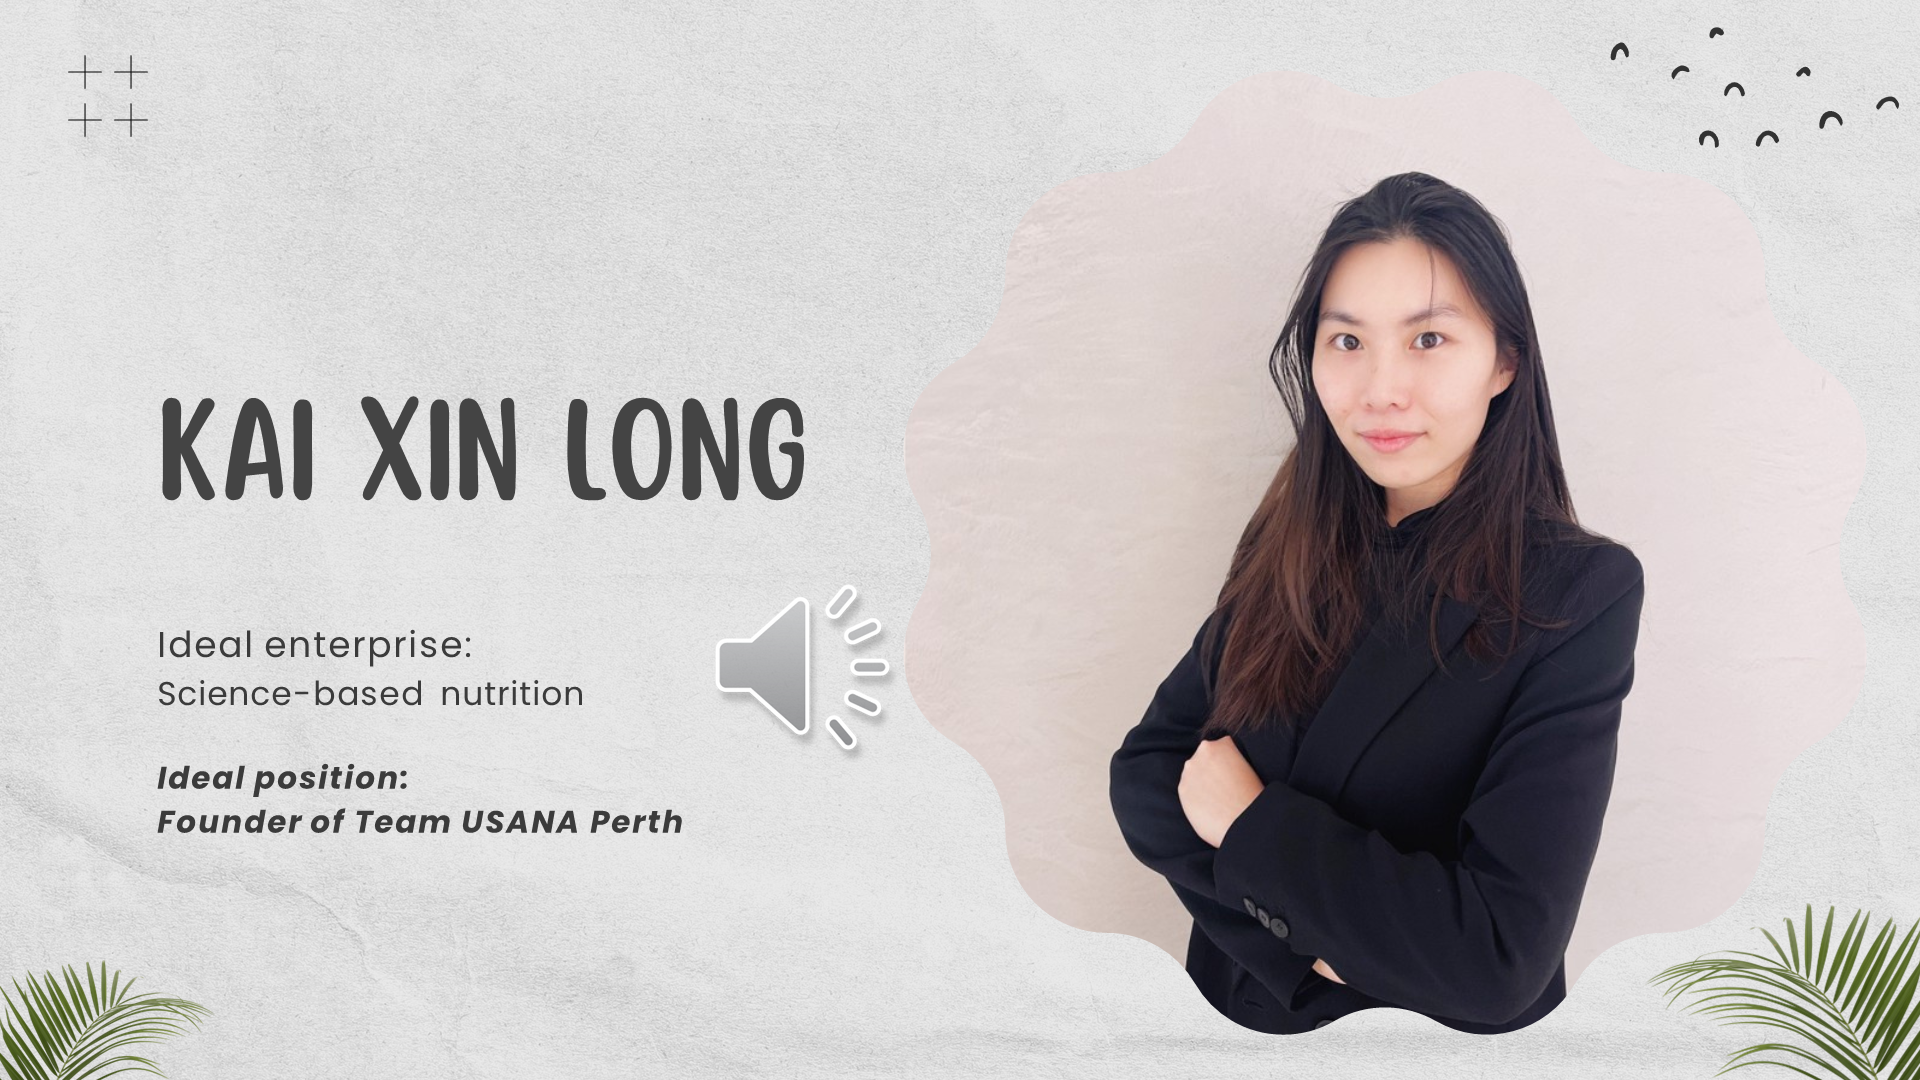 KAI XIN LONG
Ideal enterprise:
Science-based nutrition
Ideal position:
Founder of Team USANA Perth